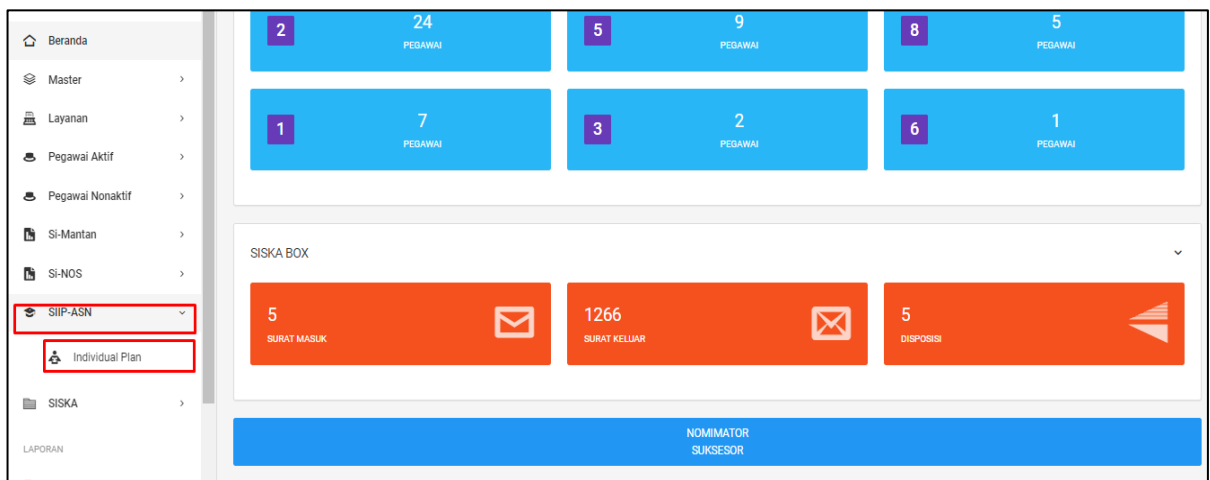 Beranda
Master
Layanan
Pegawai Aktif
Pegawai Nonaktif
Si-Mantan
Si-NOS
SIIP-ASN
Individual Plan
SISKA
LAPORAN
2
24
PEGAWAI
5
9
PEGAWAI
8
5
PEGAWAI
1
7
PEGAWAI
3
2
PEGAWAI
6
1
PEGAWAI
SISKA BOX
5
SURAT MASUK
1266
SURAT KELUAR
5
DISPOSISI
NOMIMATOR
SUKSESOR